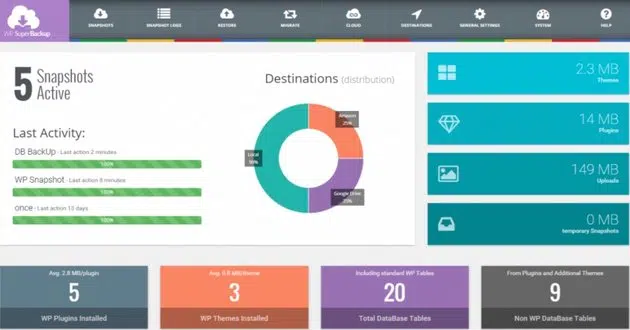 WP SuperBackup
SNAPSHOTS
SNAPSHOT LOGS
RESTORE
MIGRATE
CLOUD
DESTINATIONS
GENERAL SETTINGS
SYSTEM
HELP
5 Snapshots
Active
Destinations (distribution)
Amazon
25%
Local
50%
Google Drive
25%
Last Activity:
DB BackUp - Last action 2 minutes
100%
WP Snapshot - Last action 8 minutes
100%
once - Last action 13 days
100%
2.3 MB
Themes
14 MB
Plugins
149 MB
Uploads
0 MB
temporary Snapshots
Avg. 2.8 MB/plugin
5
WP Plugins Installed
Avg. 0.8 MB/theme
3
WP Themes Installed
Including standard WP Tables
20
Total DataBase Tables
From Plugins and Additional Themes
9
Non WP DataBase Tables